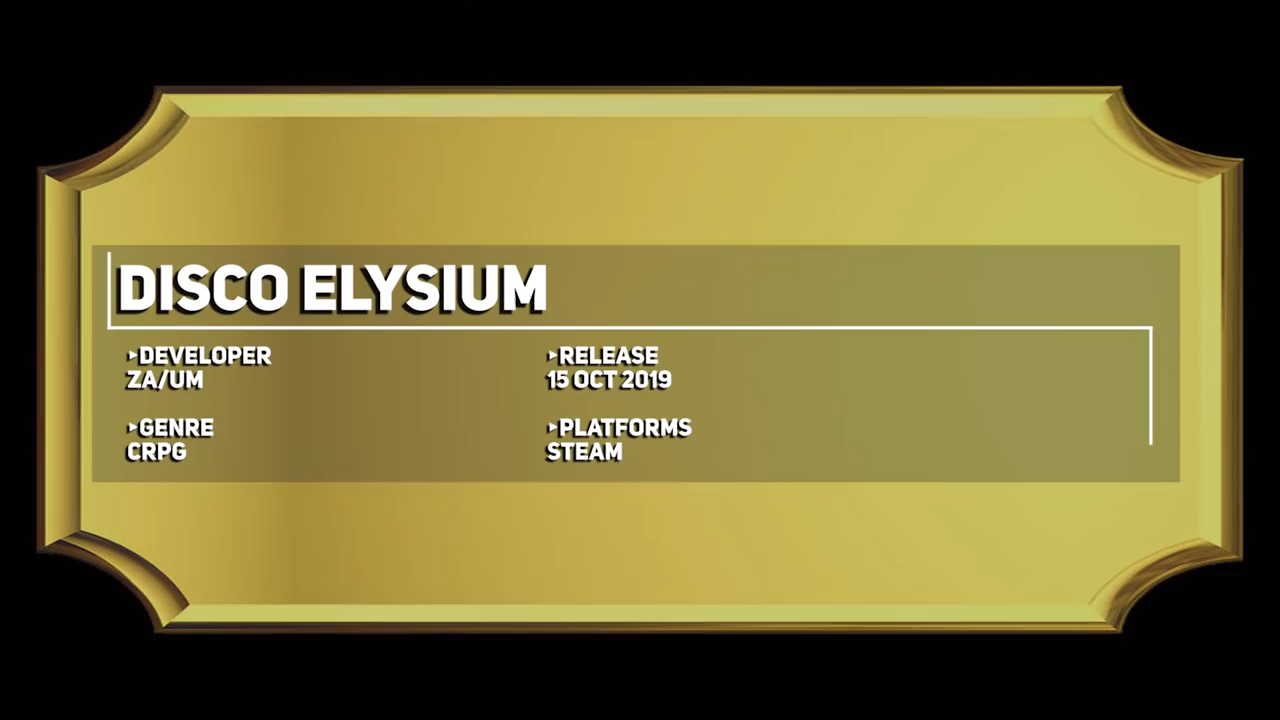 DISCO ELYSIUM
▸DEVELOPER
ZA/UM
▸RELEASE
15 OCT 2019
▸GENRE
CRPG
▸PLATFORMS
STEAM